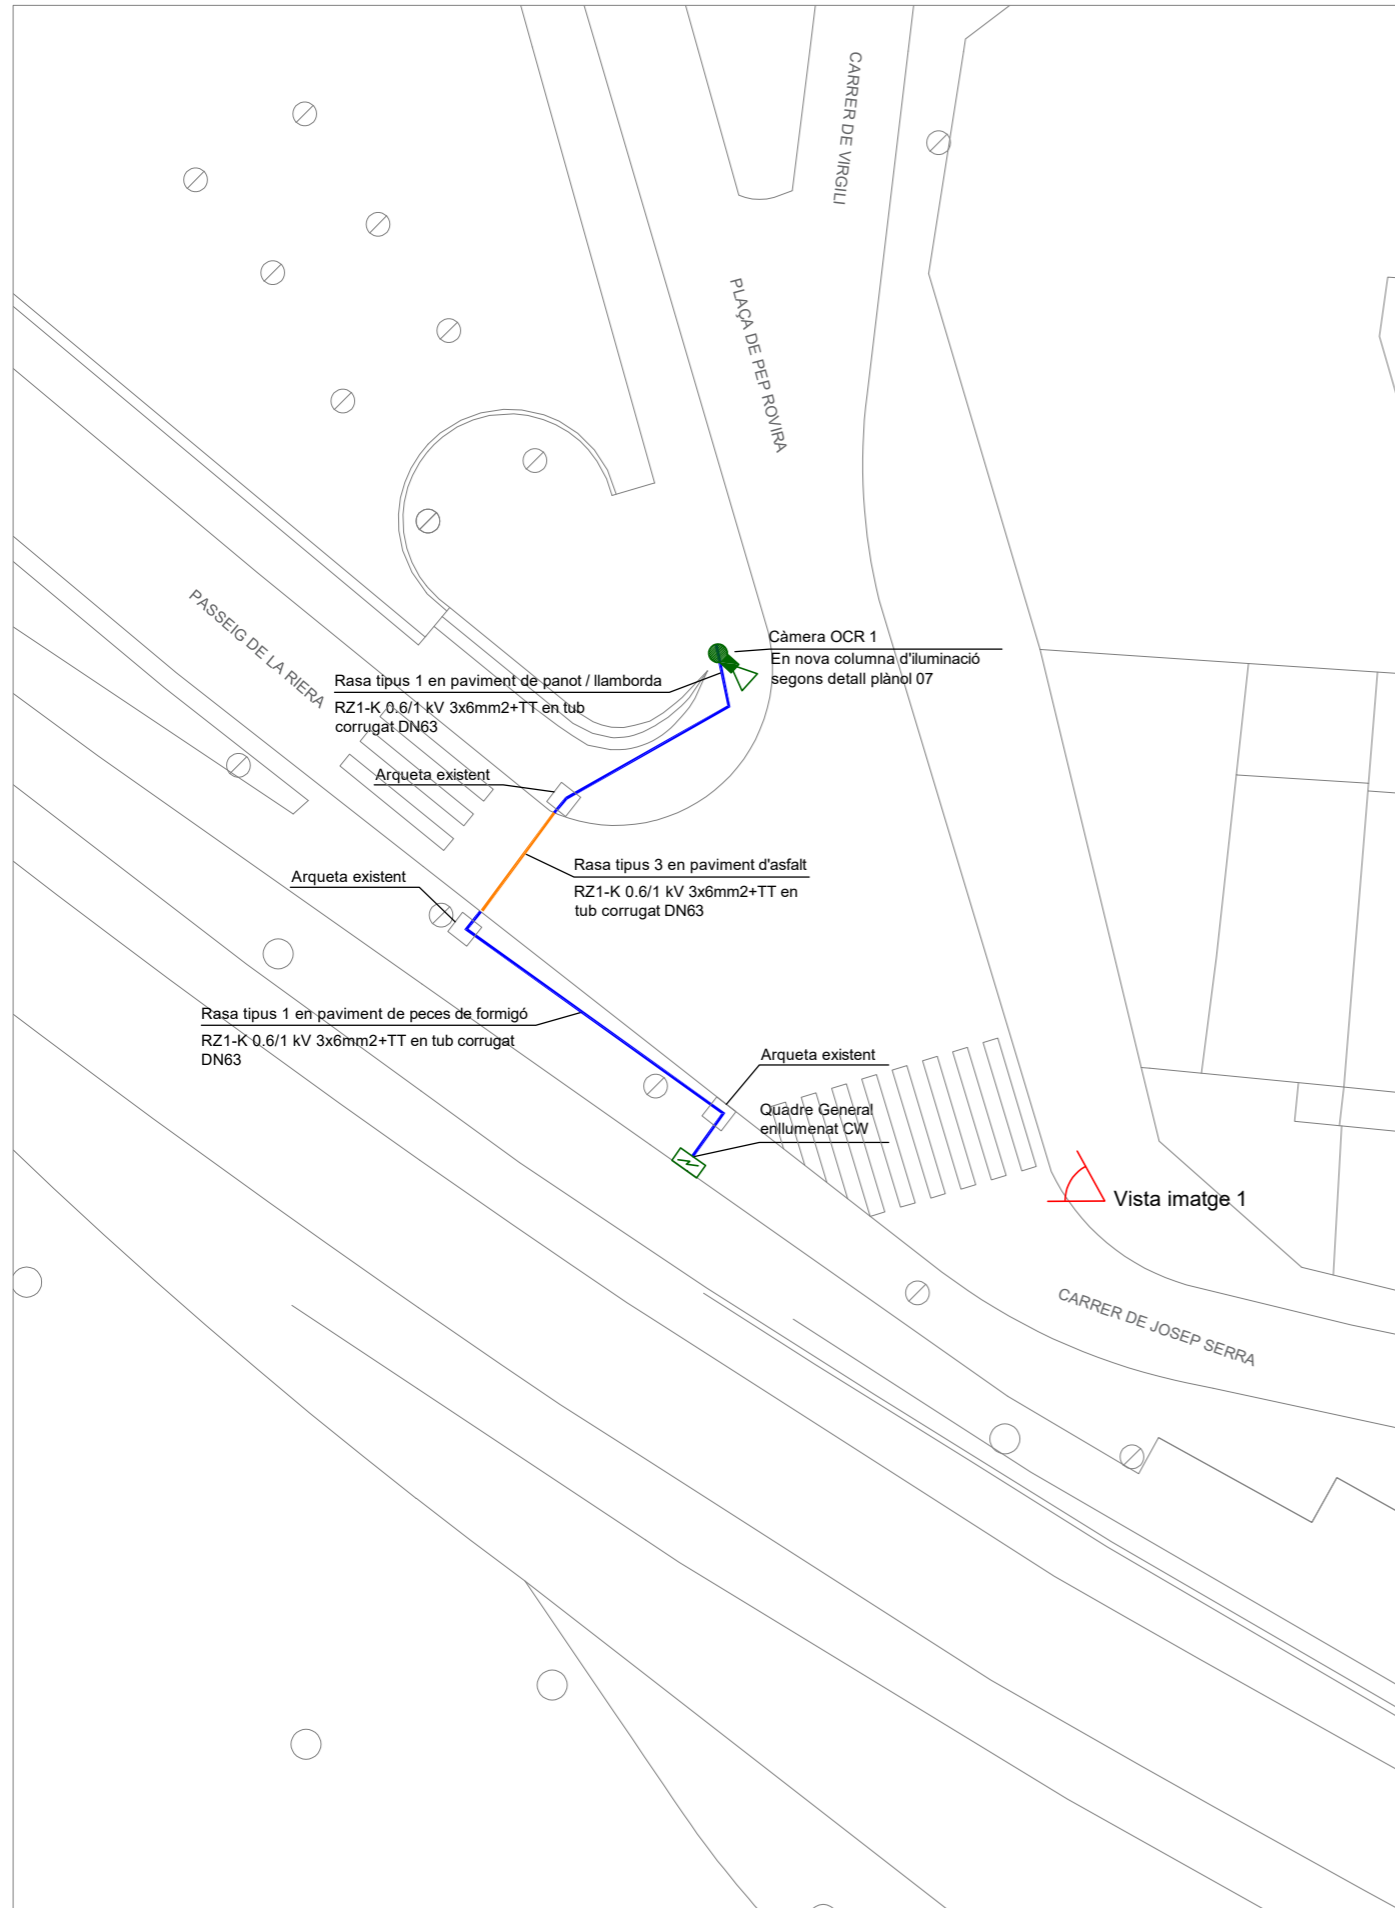 CARRER DE VIRGILI
PLAÇA DE PEP ROVIRA
PASSEIG DE LA RIERA
Càmera OCR 1
En nova columna d'iluminació
segons detall plànol 07
Rasa tipus 1 en paviment de panot / llamborda
RZ1-K 0.6/1 kV 3x6mm2+TT en tub
corrugat DN63
Arqueta existent
Rasa tipus 3 en paviment d'asfalt
RZ1-K 0.6/1 kV 3x6mm2+TT en
tub corrugat DN63
Arqueta existent
Rasa tipus 1 en paviment de peces de formigó
RZ1-K 0.6/1 kV 3x6mm2+TT en tub corrugat
DN63
Arqueta existent
Quadre General
enllumenat CW
Vista imatge 1
CARRER DE JOSEP SERRA